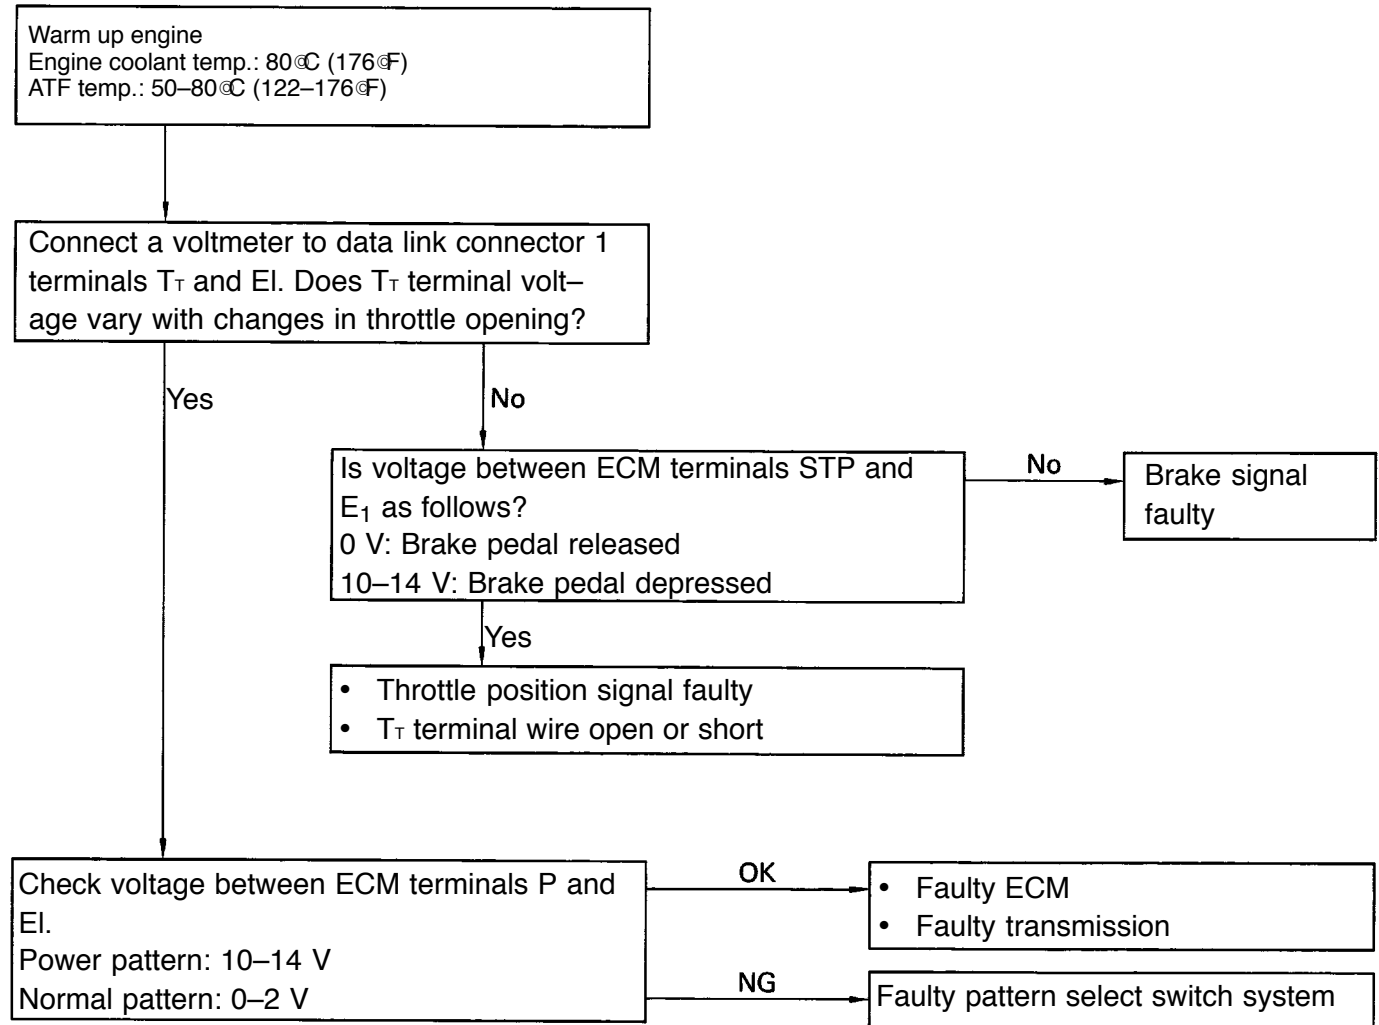 Warm up engine
Engine coolant temp.: 80°C (176°F)
ATF temp.: 50–80°C (122–176°F)
Connect a voltmeter to data link connector 1
terminals TT and El. Does TT terminal volt–
age vary with changes in throttle opening?
Yes
No
Is voltage between ECM terminals STP and
E1 as follows?
0 V: Brake pedal released
10–14 V: Brake pedal depressed
No
Brake signal
faulty
Yes
• Throttle position signal faulty
• TT terminal wire open or short
Check voltage between ECM terminals P and
El.
Power pattern: 10–14 V
Normal pattern: 0–2 V
OK
• Faulty ECM
• Faulty transmission
NG
Faulty pattern select switch system